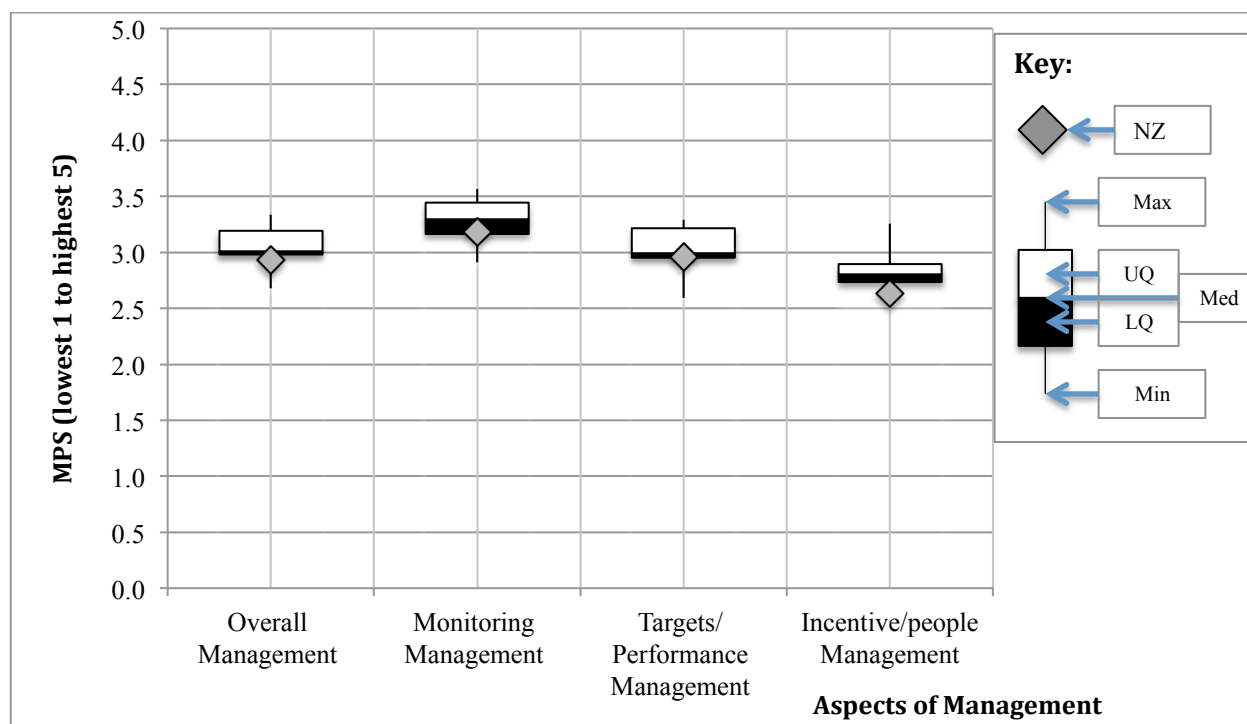 5.0
4.5
4.0
3.5
3.0
2.5
2.0
1.5
1.0
0.5
0.0
MPS (lowest 1 to highest 5)
Overall
Management
Monitoring
Management
Targets/
Performance
Management
Incentive/people
Management
Aspects of Management
Key:
NZ
Max
UQ
Med
LQ
Min